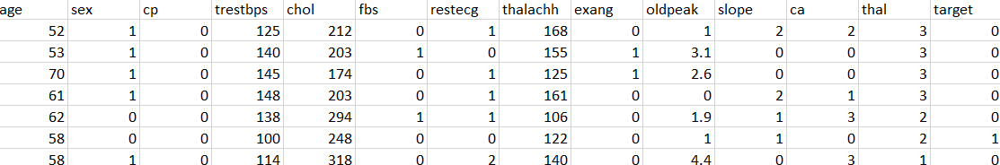 age sex cp trestbps chol fbs restecg thalachh exang oldpeak slope ca thal target
52 1 0 125 212 0 1 168 0 1 2 2 3 0
53 1 0 140 203 1 0 155 1 3.1 0 0 3 0
70 1 0 145 174 0 1 125 1 2.6 0 0 3 0
61 1 0 148 203 0 1 161 0 0 2 1 3 0
62 0 0 138 294 1 1 106 0 1.9 1 3 2 0
58 0 0 100 248 0 0 122 0 1 1 0 2 1
58 1 0 114 318 0 2 140 0 4.4 0 3 1 0